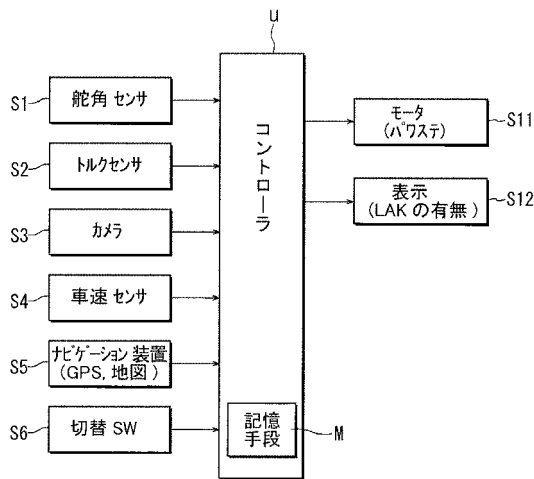 u
S1
舵角 センサ
S2
トルクセンサ
S3
カメラ
S4
車速 センサ
S5
ナビゲーション 装置
(GPS, 地図 )
S6
切替 SW
コントローラ
記憶
手段
M
モータ
(パワステ)
S11
表示
(LAK の有無 )
S12